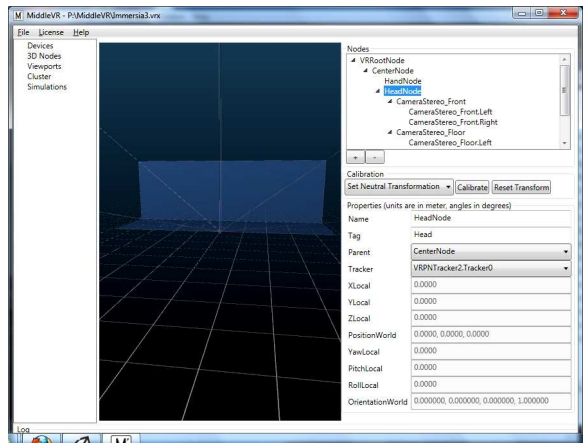 MiddleVR - P:\MiddleVR\Immersia3.vrx
File License Help
Devices
3D Nodes
Viewports
Cluster
Simulations
Nodes
VRRootNode
CenterNode
HandNode
HeadNode
CameraStereo_Front
CameraStereo_Front.Left
CameraStereo_Front.Right
CameraStereo_Floor
CameraStereo_Floor.Left
+ -
Calibration
Set Neutral Transformation Calibrate Reset Transform
Properties (units are in meter, angles in degrees)
Name HeadNode
Tag Head
Parent CenterNode
Tracker VRPNTracker2.Tracker0
XLocal 0.0000
YLocal 0.0000
ZLocal 0.0000
PositionWorld 0.0000, 0.0000, 0.0000
YawLocal 0.0000
PitchLocal 0.0000
RollLocal 0.0000
OrientationWorld 0.000000, 0.000000, 0.000000, 1.000000
Log